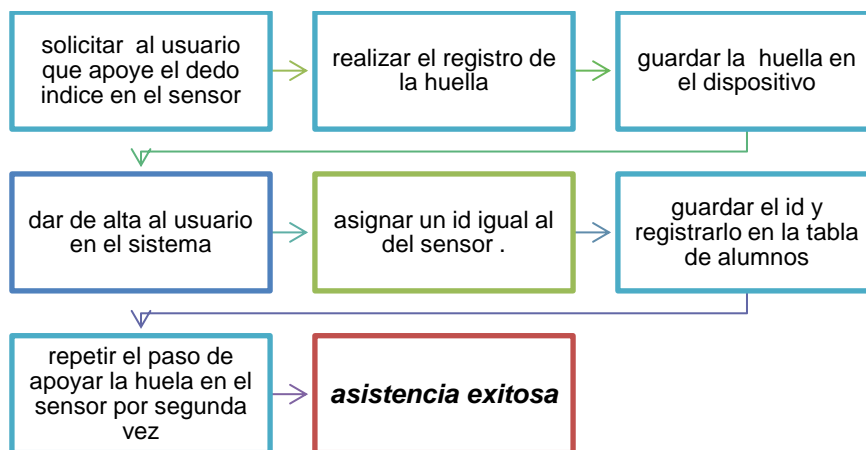 solicitar al usuario
que apoye el dedo
indice en el sensor
realizar el registro de
la huella
guardar la huella en
el dispositivo
dar de alta al usuario
en el sistema
asignar un id igual al
del sensor .
guardar el id y
registrarlo en la tabla
de alumnos
repetir el paso de
apoyar la huela en el
sensor por segunda
vez
asistencia exitosa